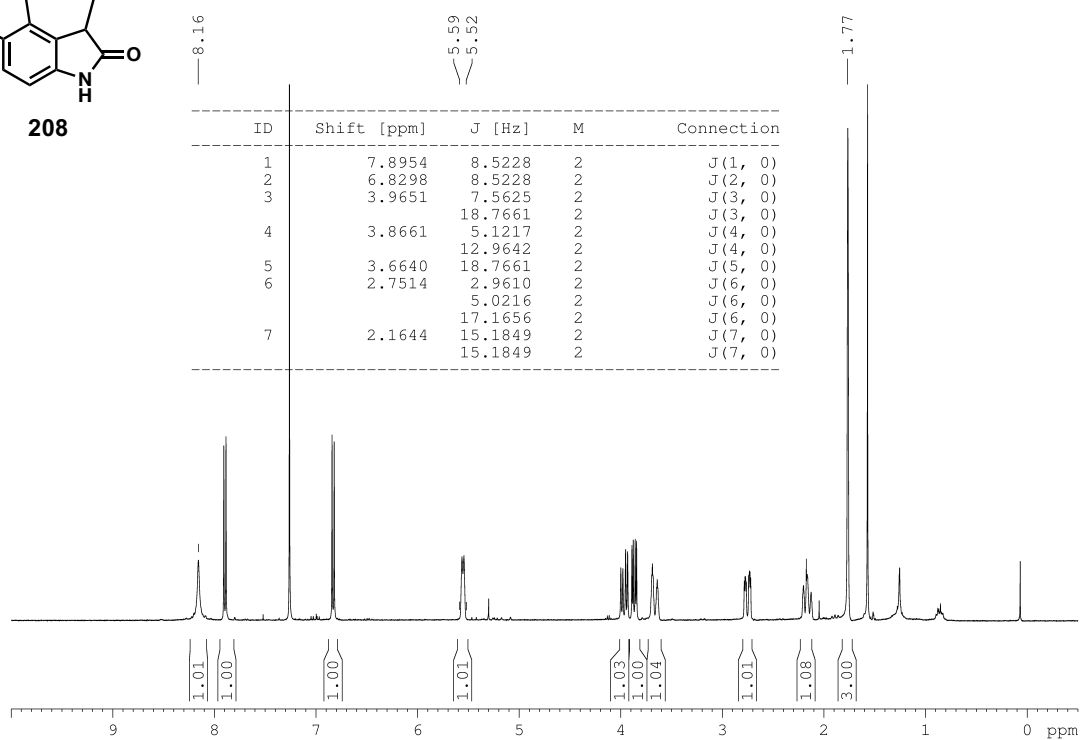 8.16
5.59
5.52
1.77
O
N
H
208
ID Shift [ppm] J [Hz] M Connection
1 7.8954 8.5228 2 J(1, 0)
2 6.8298 8.5228 2 J(2, 0)
3 3.9651 7.5625 2 J(3, 0)
18.7661 2 J(3, 0)
4 3.8661 5.1217 2 J(4, 0)
12.9642 2 J(4, 0)
5 3.6640 18.7661 2 J(5, 0)
6 2.7514 2.9610 2 J(6, 0)
5.0216 2 J(6, 0)
17.1656 2 J(6, 0)
7 2.1644 15.1849 2 J(7, 0)
15.1849 2 J(7, 0)
1.01
1.00
1.00
1.01
1.03
1.00
1.04
1.01
1.08
3.00
9 8 7 6 5 4 3 2 1 0 ppm